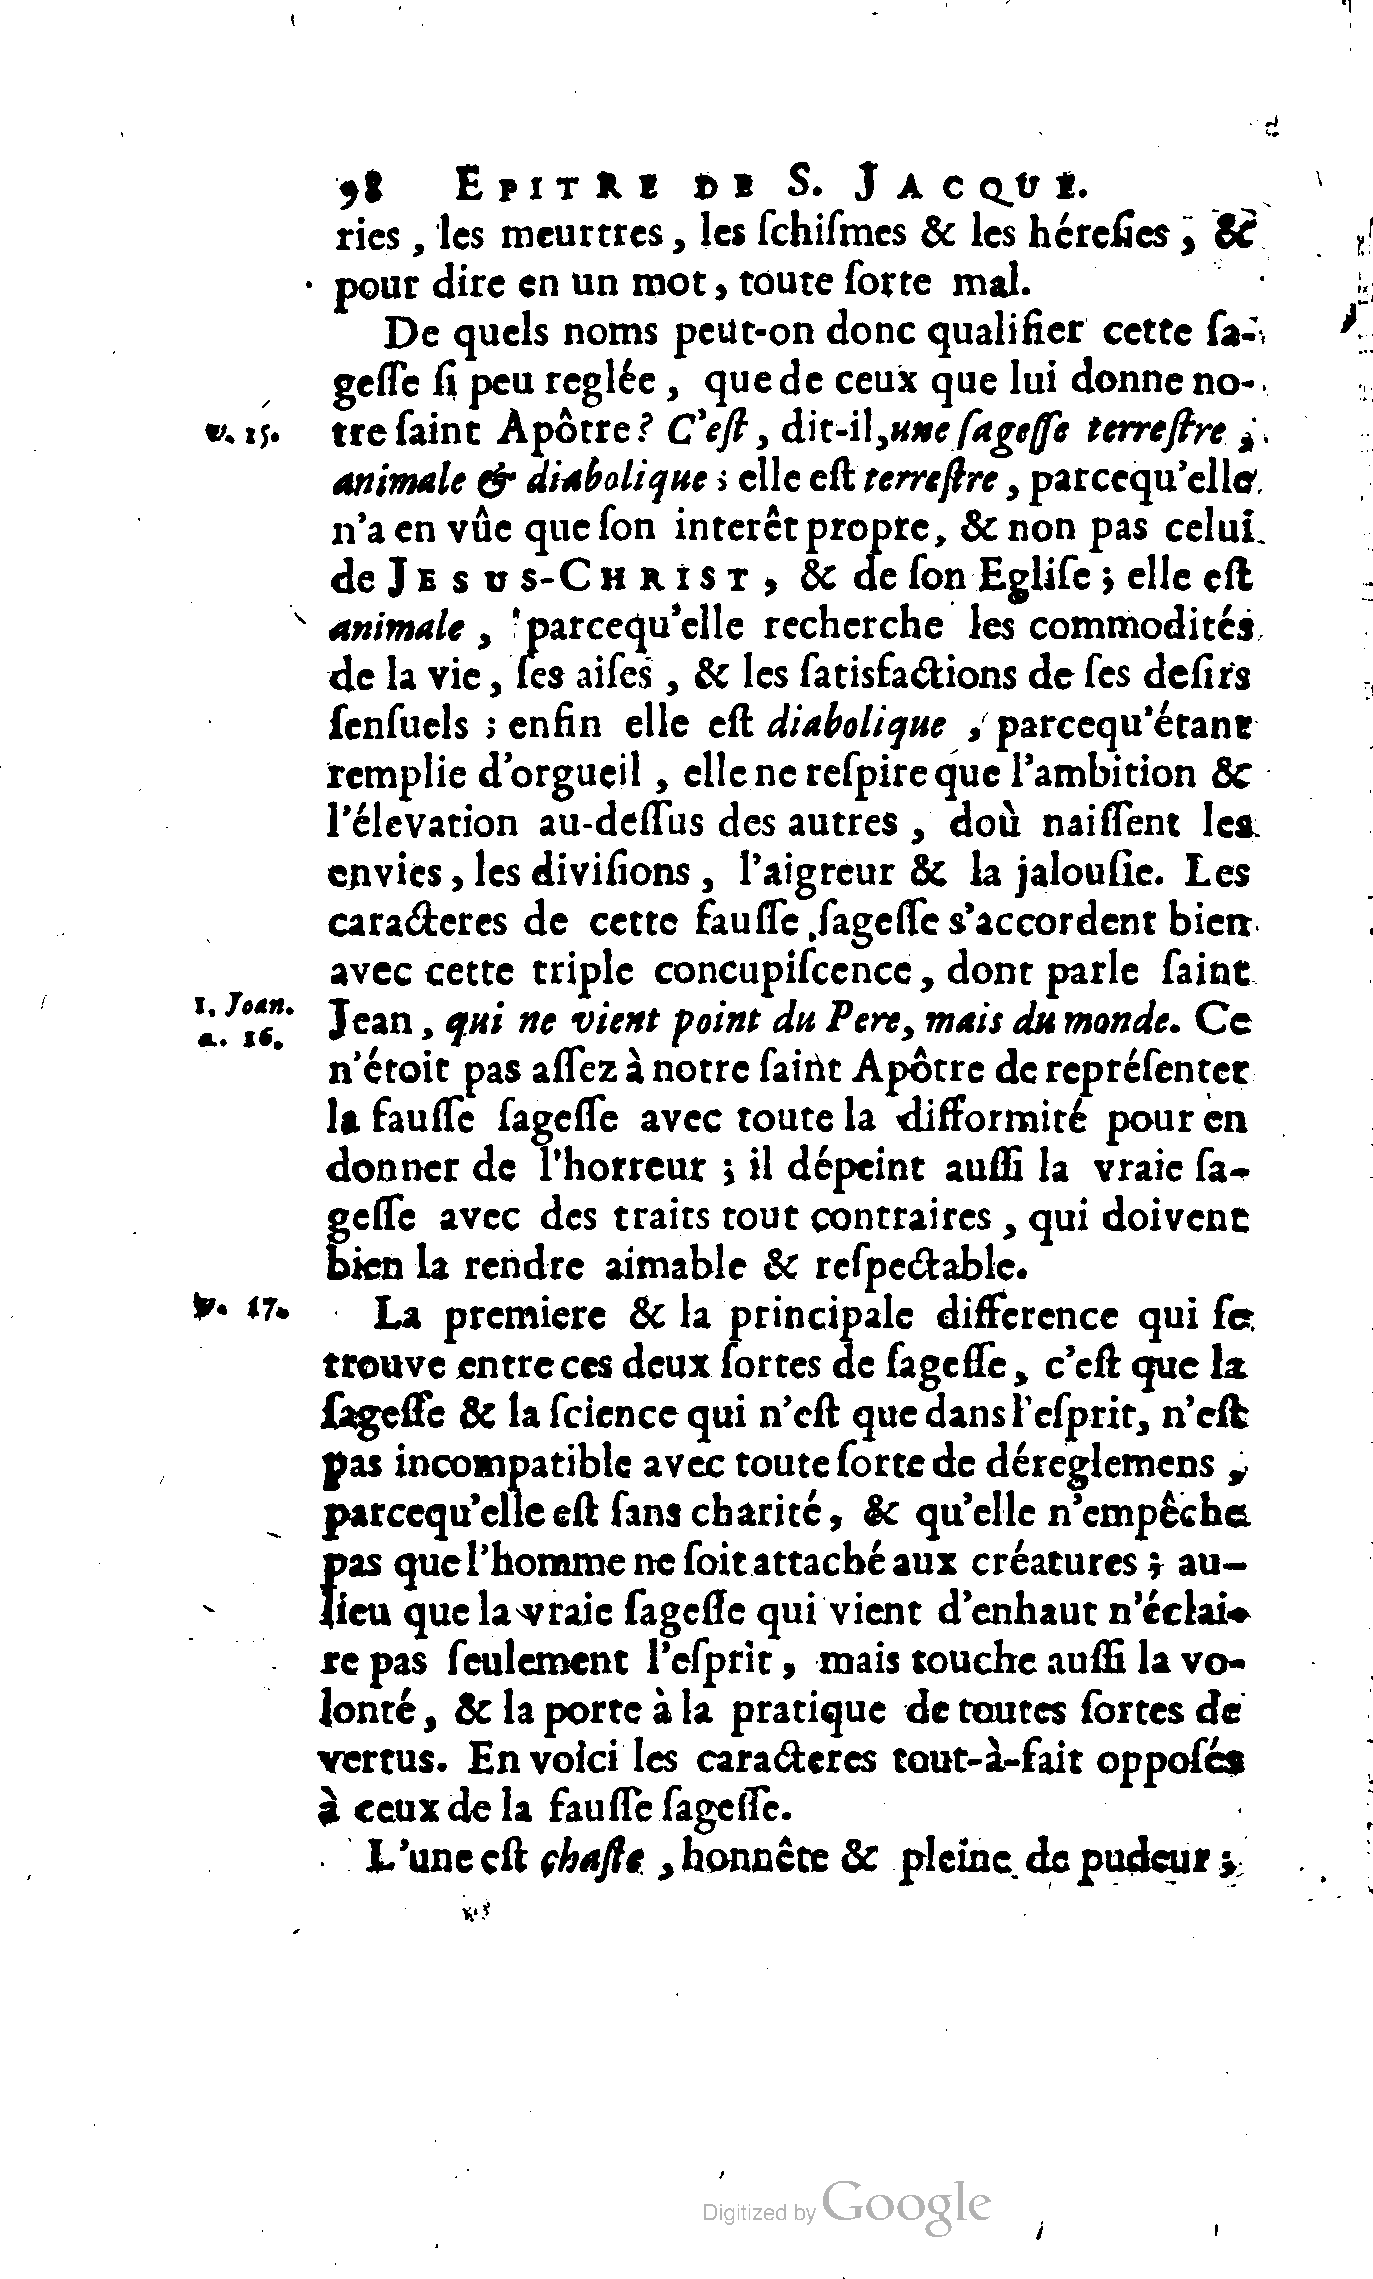 98 EPITRE DE S. JACQUE.
ries, les meurtres, les ſchiſmes & les héreſies, &
pour dire en un mot, toute ſorte mal.
De quels noms peut-on donc qualifier cette ſa-
geſſe ſi peu reglée, que de ceux que lui donne no-
v. 15. tre ſaint Apôtre? C'eſt, dit-il, une ſageſſe terreſtre,
animale & diabolique; elle eſt terreſtre, parcequ'elle
n'a en vûe que ſon interêt propre, & non pas celui
de JESUS-CHRIST, & de ſon Egliſe; elle eſt
animale, parcequ'elle recherche les commodités
de la vie, ſes aiſes, & les ſatisfactions de ſes deſirs
ſenſuels; enfin elle eſt diabolique, parcequ'étant
remplie d'orgueil, elle ne reſpire que l'ambition &
l'élevation au-deſſus des autres, doù naiſſent les
envies, les diviſions, l'aigreur & la jalouſie. Les
caracteres de cette fauſſe ſageſſe s'accordent bien
avec cette triple concupiſcence, dont parle ſaint
1. Joan.
2. 16.
Jean, qui ne vient point du Pere, mais du monde. Ce
n'étoit pas aſſez à notre ſaint Apôtre de repréſenter
la fauſſe ſageſſe avec toute la difformité pour en
donner de l'horreur; il dépeint auſſi la vraie ſa-
geſſe avec des traits tout contraires, qui doivent
bien la rendre aimable & reſpectable.
v. 17. La premiere & la principale difference qui ſe
trouve entre ces deux ſortes de ſageſſe, c'eſt que la
ſageſſe & la ſcience qui n'eſt que dans l'eſprit, n'eſt
pas incompatible avec toute ſorte de déreglemens,
parcequ'elle eſt ſans charité, & qu'elle n'empêche
pas que l'homme ne ſoit attaché aux créatures; au-
lieu que la vraie ſageſſe qui vient d'enhaut n'éclai-
re pas ſeulement l'eſprit, mais touche auſſi la vo-
lonté, & la porte à la pratique de toutes ſortes de
vertus. En voici les caracteres tout-à-fait oppoſés
à ceux de la fauſſe ſageſſe.
L'une eſt chaſte, honnête & pleine de pudeur;
Digitized by Google